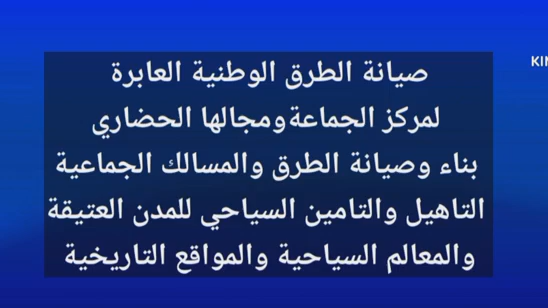 صيانة الطرق الوطنية العابرة
لمركز الجماعة ومجالها الحضاري
بناء وصيانة الطرق والمسالك الجماعية
التاهيل والتامين السياحي للمدن العتيقة
والمعالم السياحية والمواقع التاريخية